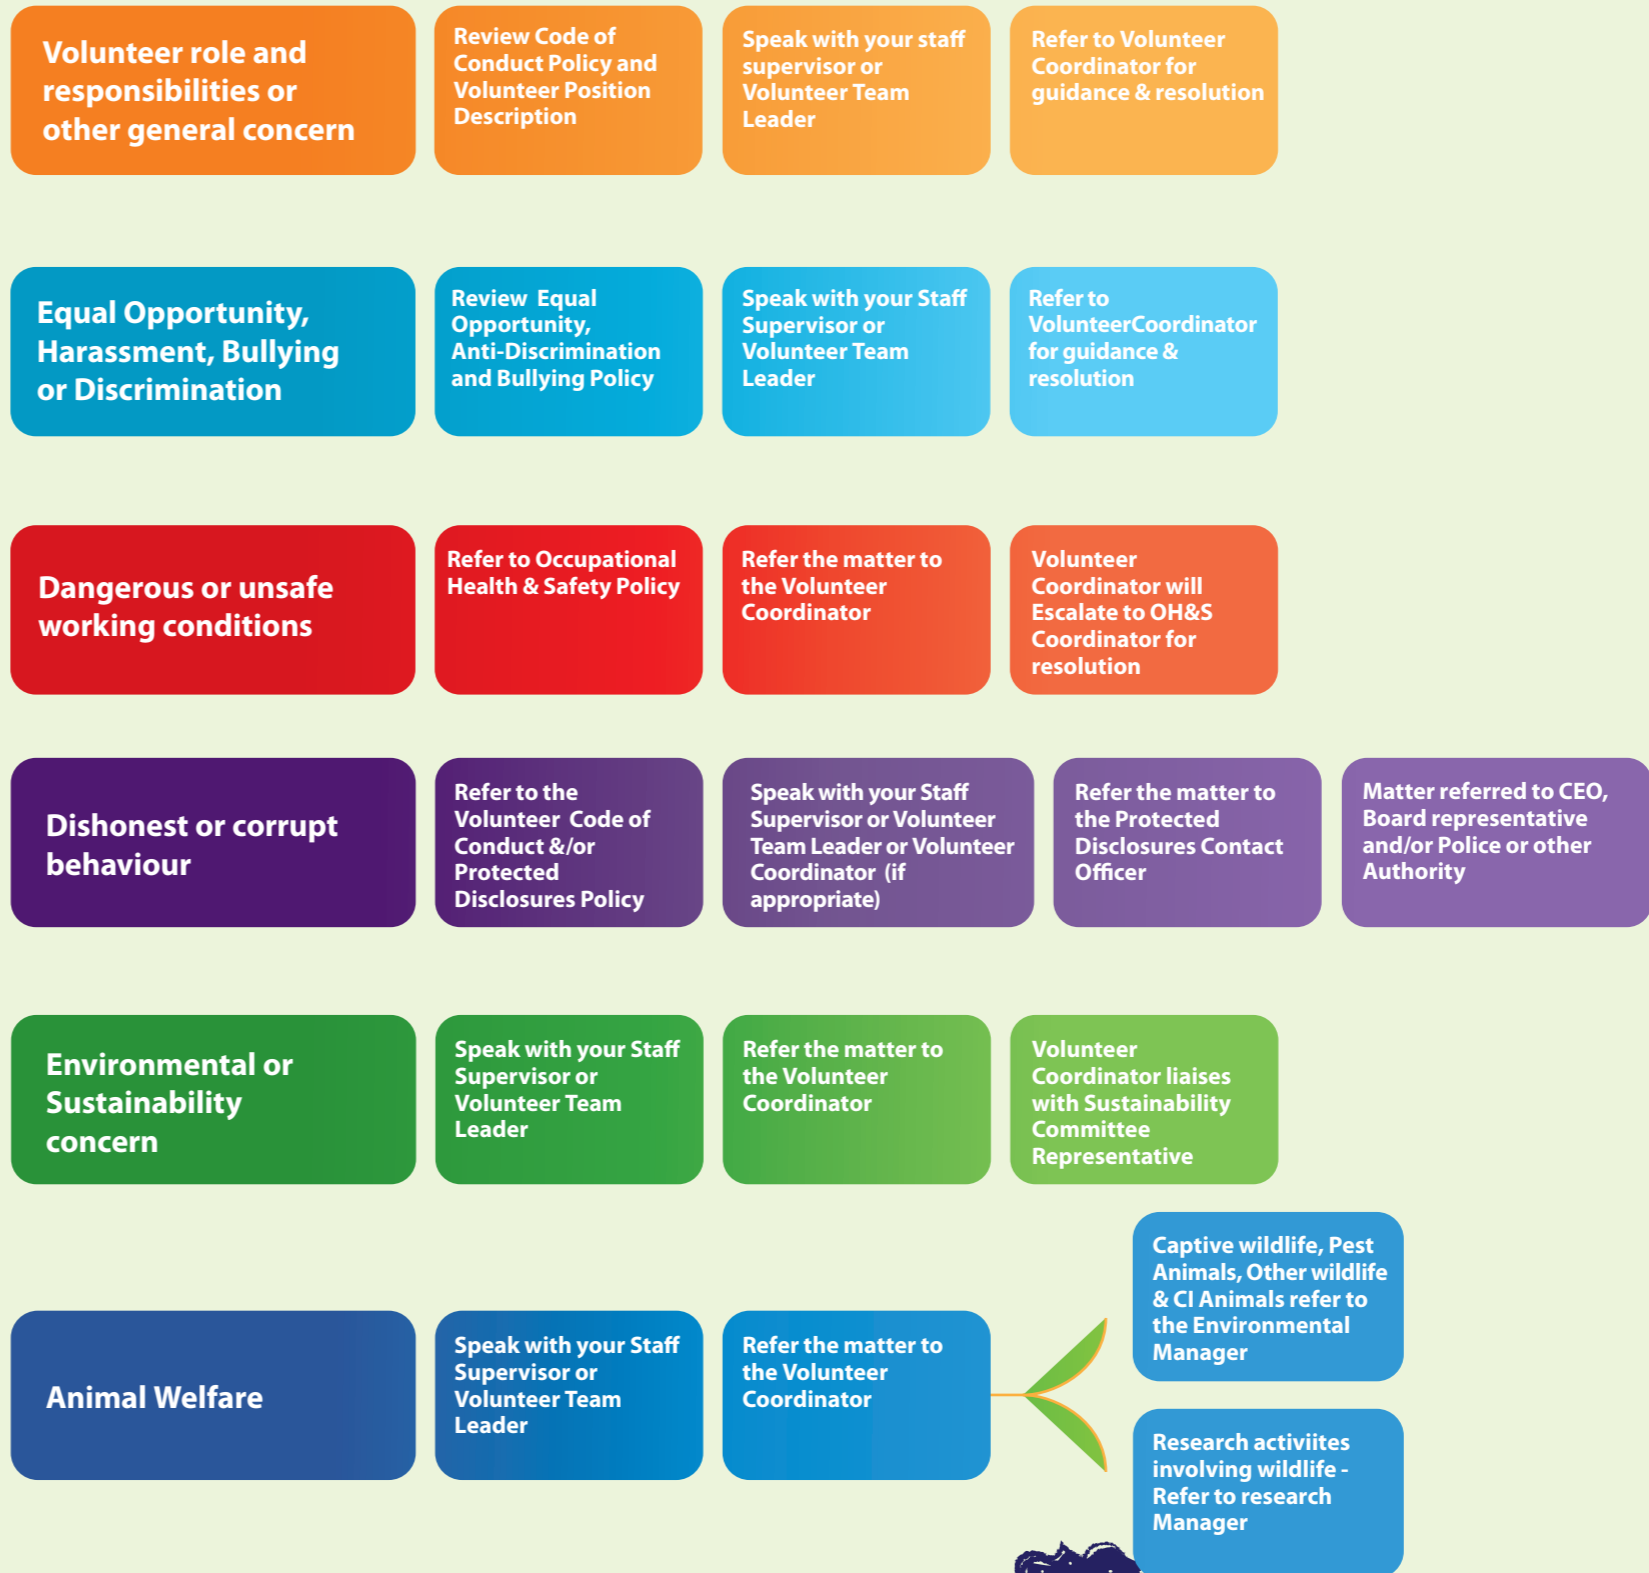 Volunteer role and
responsibilities or
other general concern
Review Code of
Conduct Policy and
Volunteer Position
Description
Speak with your staff
supervisor or
Volunteer Team
Leader
Refer to Volunteer
Coordinator for
guidance & resolution
Equal Opportunity,
Harassment, Bullying
or Discrimination
Review Equal
Opportunity,
Anti-Discrimination
and Bullying Policy
Speak with your Staff
Supervisor or
Volunteer Team
Leader
Refer to
VolunteerCoordinator
for guidance &
resolution
Dangerous or unsafe
working conditions
Refer to Occupational
Health & Safety Policy
Refer the matter to
the Volunteer
Coordinator
Volunteer
Coordinator will
Escalate to OH&S
Coordinator for
resolution
Dishonest or corrupt
behaviour
Refer to the
Volunteer Code of
Conduct &/or
Protected
Disclosures Policy
Speak with your Staff
Supervisor or Volunteer
Team Leader or Volunteer
Coordinator (if
appropriate)
Refer the matter to
the Protected
Disclosures Contact
Officer
Matter referred to CEO,
Board representative
and/or Police or other
Authority
Environmental or
Sustainability
concern
Speak with your Staff
Supervisor or
Volunteer Team
Leader
Refer the matter to
the Volunteer
Coordinator
Volunteer
Coordinator liaises
with Sustainability
Committee
Representative
Animal Welfare
Speak with your Staff
Supervisor or
Volunteer Team
Leader
Refer the matter to
the Volunteer
Coordinator
Captive wildlife, Pest
Animals, Other wildlife
& CI Animals refer to
the Environmental
Manager
Research activiites
involving wildlife -
Refer to research
Manager